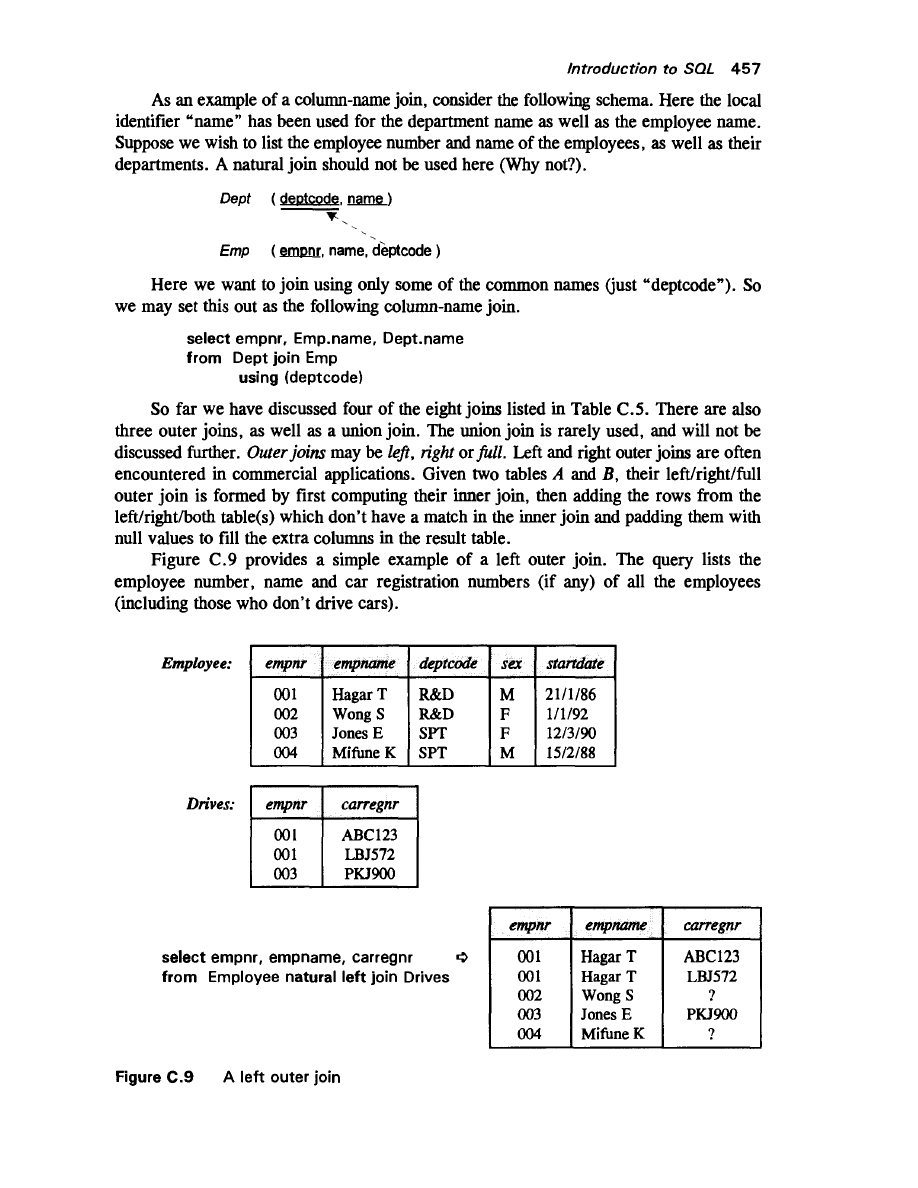 Introduction to SQL 457
As an example of a column-name join, consider the following schema. Here the local
identifier “name” has been used for the department name as well as the employee name.
Suppose we wish to list the employee number and name of the employees, as well as their
departments. A natural join should not be used here (Why not?).
Dept ( deptcode, name )
Emp ( empnr, name, deptcode )
Here we want to join using only some of the common names (just “deptcode”). So
we may set this out as the following column-name join.
select empnr, Emp.name, Dept.name
from Dept join Emp
using (deptcode)
So far we have discussed four of the eight joins listed in Table C.5. There are also
three outer joins, as well as a union join. The union join is rarely used, and will not be
discussed further. Outer joins may be left, right or full. Left and right outer joins are often
encountered in commercial applications. Given two tables A and B, their left/right/full
outer join is formed by first computing their inner join, then adding the rows from the
left/right/both table(s) which don’t have a match in the inner join and padding them with
null values to fill the extra columns in the result table.
Figure C.9 provides a simple example of a left outer join. The query lists the
employee number, name and car registration numbers (if any) of all the employees
(including those who don’t drive cars).
Employee: empnr empname deptcode sex startdate
001 Hagar T R&D M 21/1/86
002 Wong S R&D F 1/1/92
003 Jones E SPT F 12/3/90
004 Mifune K SPT M 15/2/88
Drives: empnr carregnr
001 ABC123
001 LBJ572
003 PKJ900
select empnr, empname, carregnr
from Employee natural left join Drives
empnr empname carregnr
001 Hagar T ABC123
001 Hagar T LBJ572
002 Wong S ?
003 Jones E PKJ900
004 Mifune K ?
Figure C.9 A left outer join